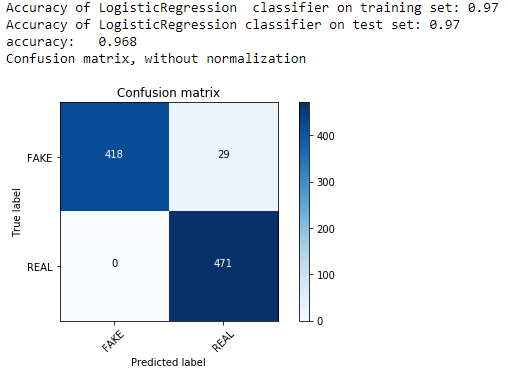 Accuracy of LogisticRegression  classifier on training set: 0.97
Accuracy of LogisticRegression classifier on test set: 0.97
accuracy:   0.968
Confusion matrix, without normalization
Confusion matrix
FAKE
418
29
REAL
0
471
True label
FAKE
REAL
Predicted label
400
300
200
100
0